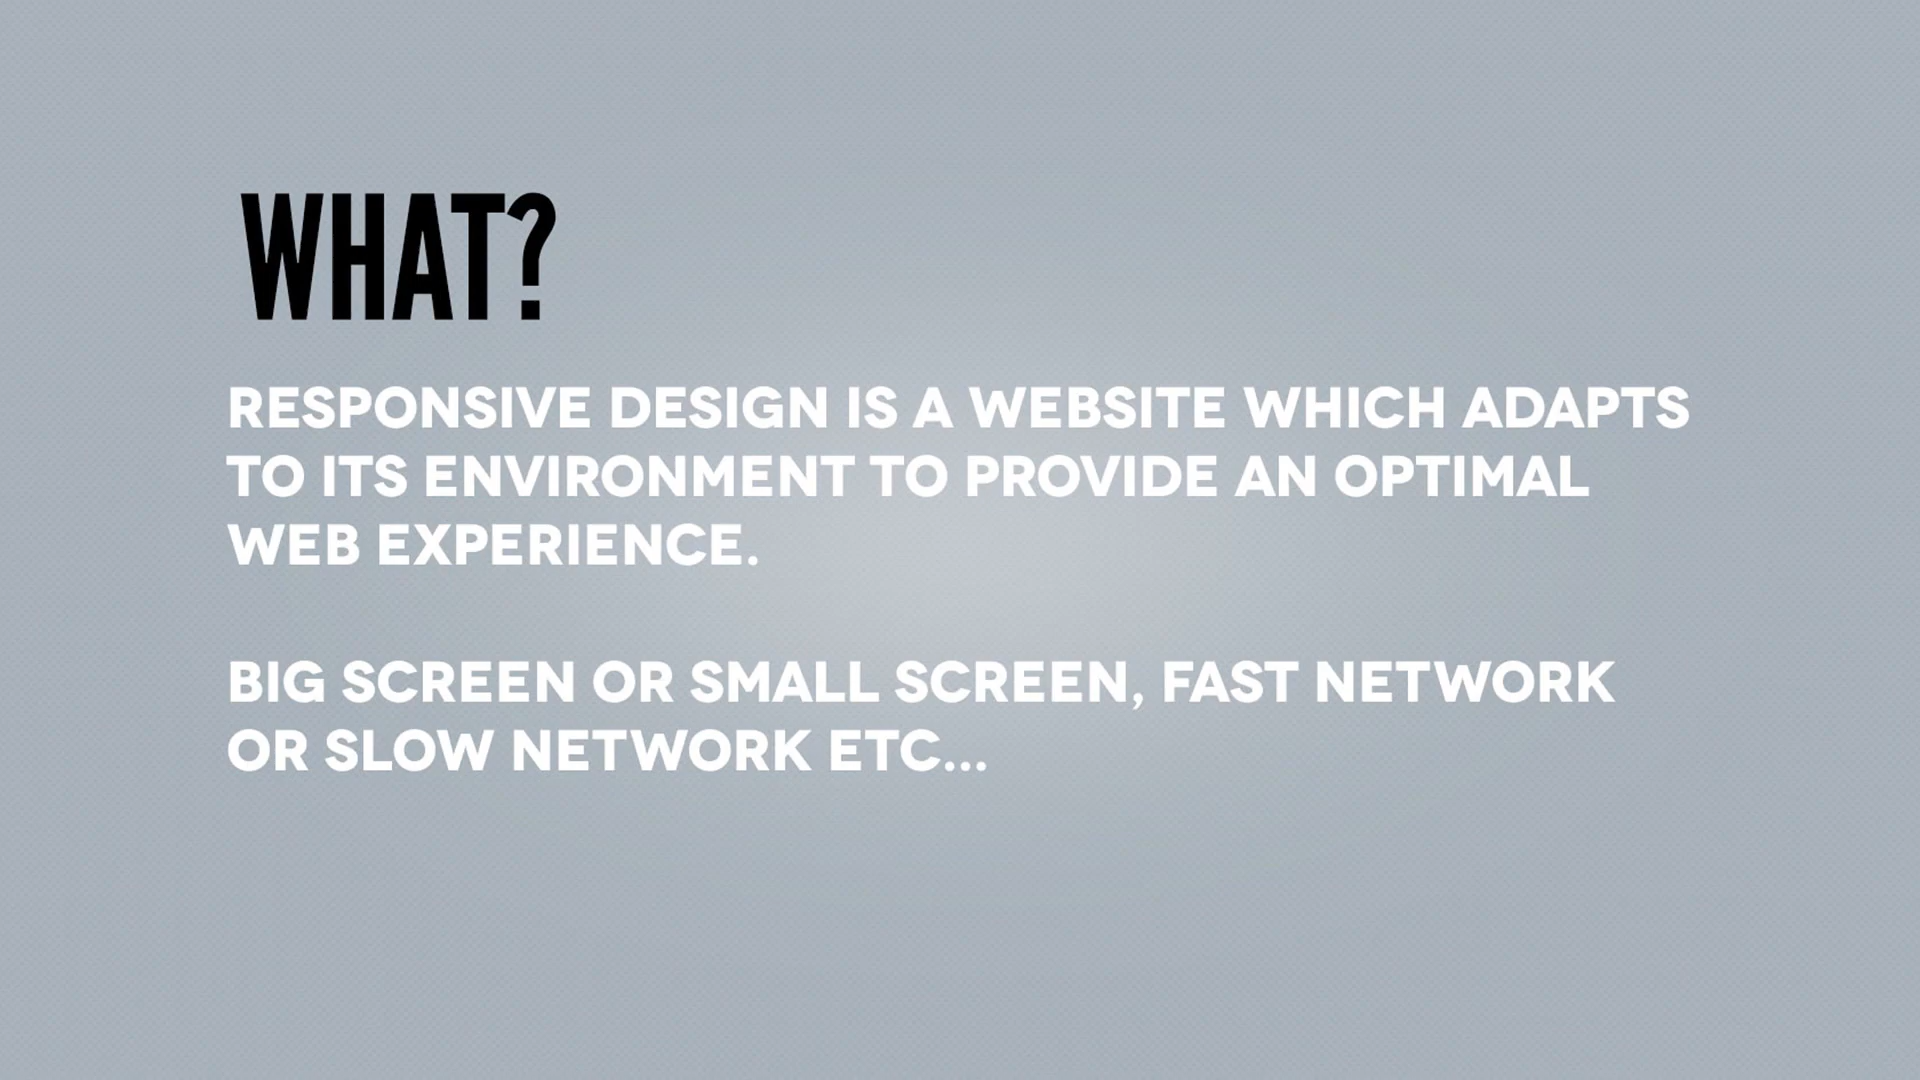 WHAT?
RESPONSIVE DESIGN IS A WEBSITE WHICH ADAPTS
TO ITS ENVIRONMENT TO PROVIDE AN OPTIMAL
WEB EXPERIENCE.
BIG SCREEN OR SMALL SCREEN, FAST NETWORK
OR SLOW NETWORK ETC...